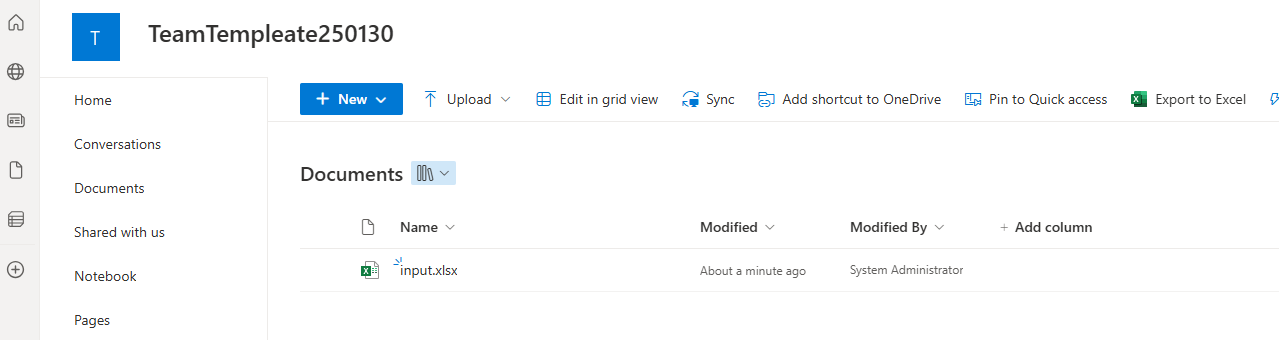 T
TeamTempleate250130
Home
Conversations
Documents
Shared with us
Notebook
Pages
New
Upload
Edit in grid view
Sync
Add shortcut to OneDrive
Pin to Quick access
Export to Excel
Documents
Name
Modified
Modified By
+ Add column
input.xlsx
About a minute ago
System Administrator